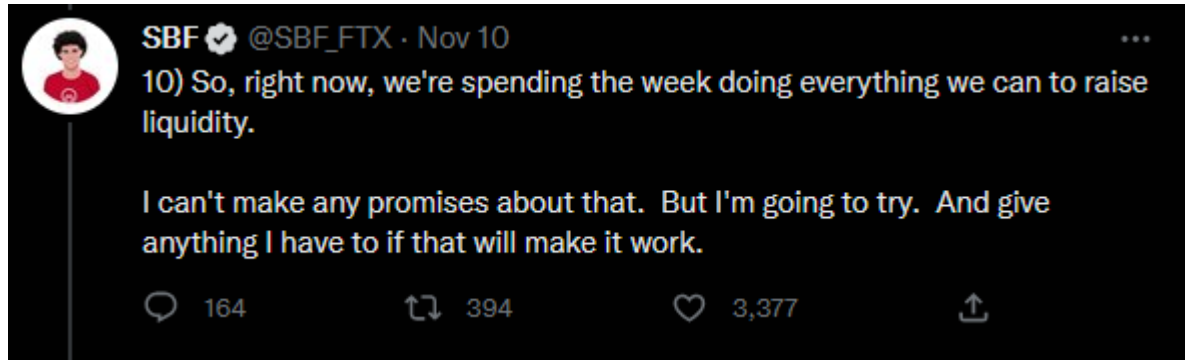 SBF @SBF_FTX · Nov 10
10) So, right now, we're spending the week doing everything we can to raise
liquidity.
I can't make any promises about that.  But I'm going to try.  And give
anything I have to if that will make it work.
164 394 3,377